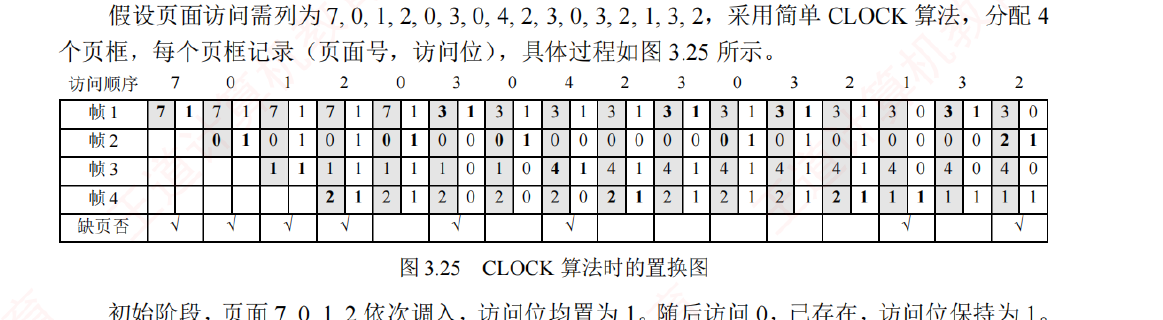 假设页面访问需列为 7, 0, 1, 2, 0, 3, 0, 4, 2, 3, 0, 3, 2, 1, 3, 2，采用简单 CLOCK 算法，分配 4
个页框，每个页框记录（页面号，访问位），具体过程如图 3.25 所示。
访问顺序 7 0 1 2 0 3 0 4 2 3 0 3 2 1 3 2
帧 1 7 1 7 1 7 1 7 1 7 1 3 1 3 1 3 1 3 1 3 1 3 1 3 1 3 1 3 0 3 1 3 0
帧 2 0 1 0 1 0 1 0 1 0 0 0 1 0 0 0 0 0 0 0 1 0 1 0 1 0 0 0 0 2 1
帧 3 1 1 1 1 1 1 1 0 1 0 4 1 4 1 4 1 4 1 4 1 4 1 4 0 4 0 4 0
帧 4 2 1 2 1 2 0 2 0 2 0 2 1 2 1 2 1 2 1 2 1 1 1 1 1 1 1
缺页否 √ √ √ √ √ √ √ √
图 3.25 CLOCK 算法时的置换图
初始阶段，页面 7, 0, 1, 2 依次调入，访问位均置为 1。随后访问 0，已存在，访问位保持为 1。